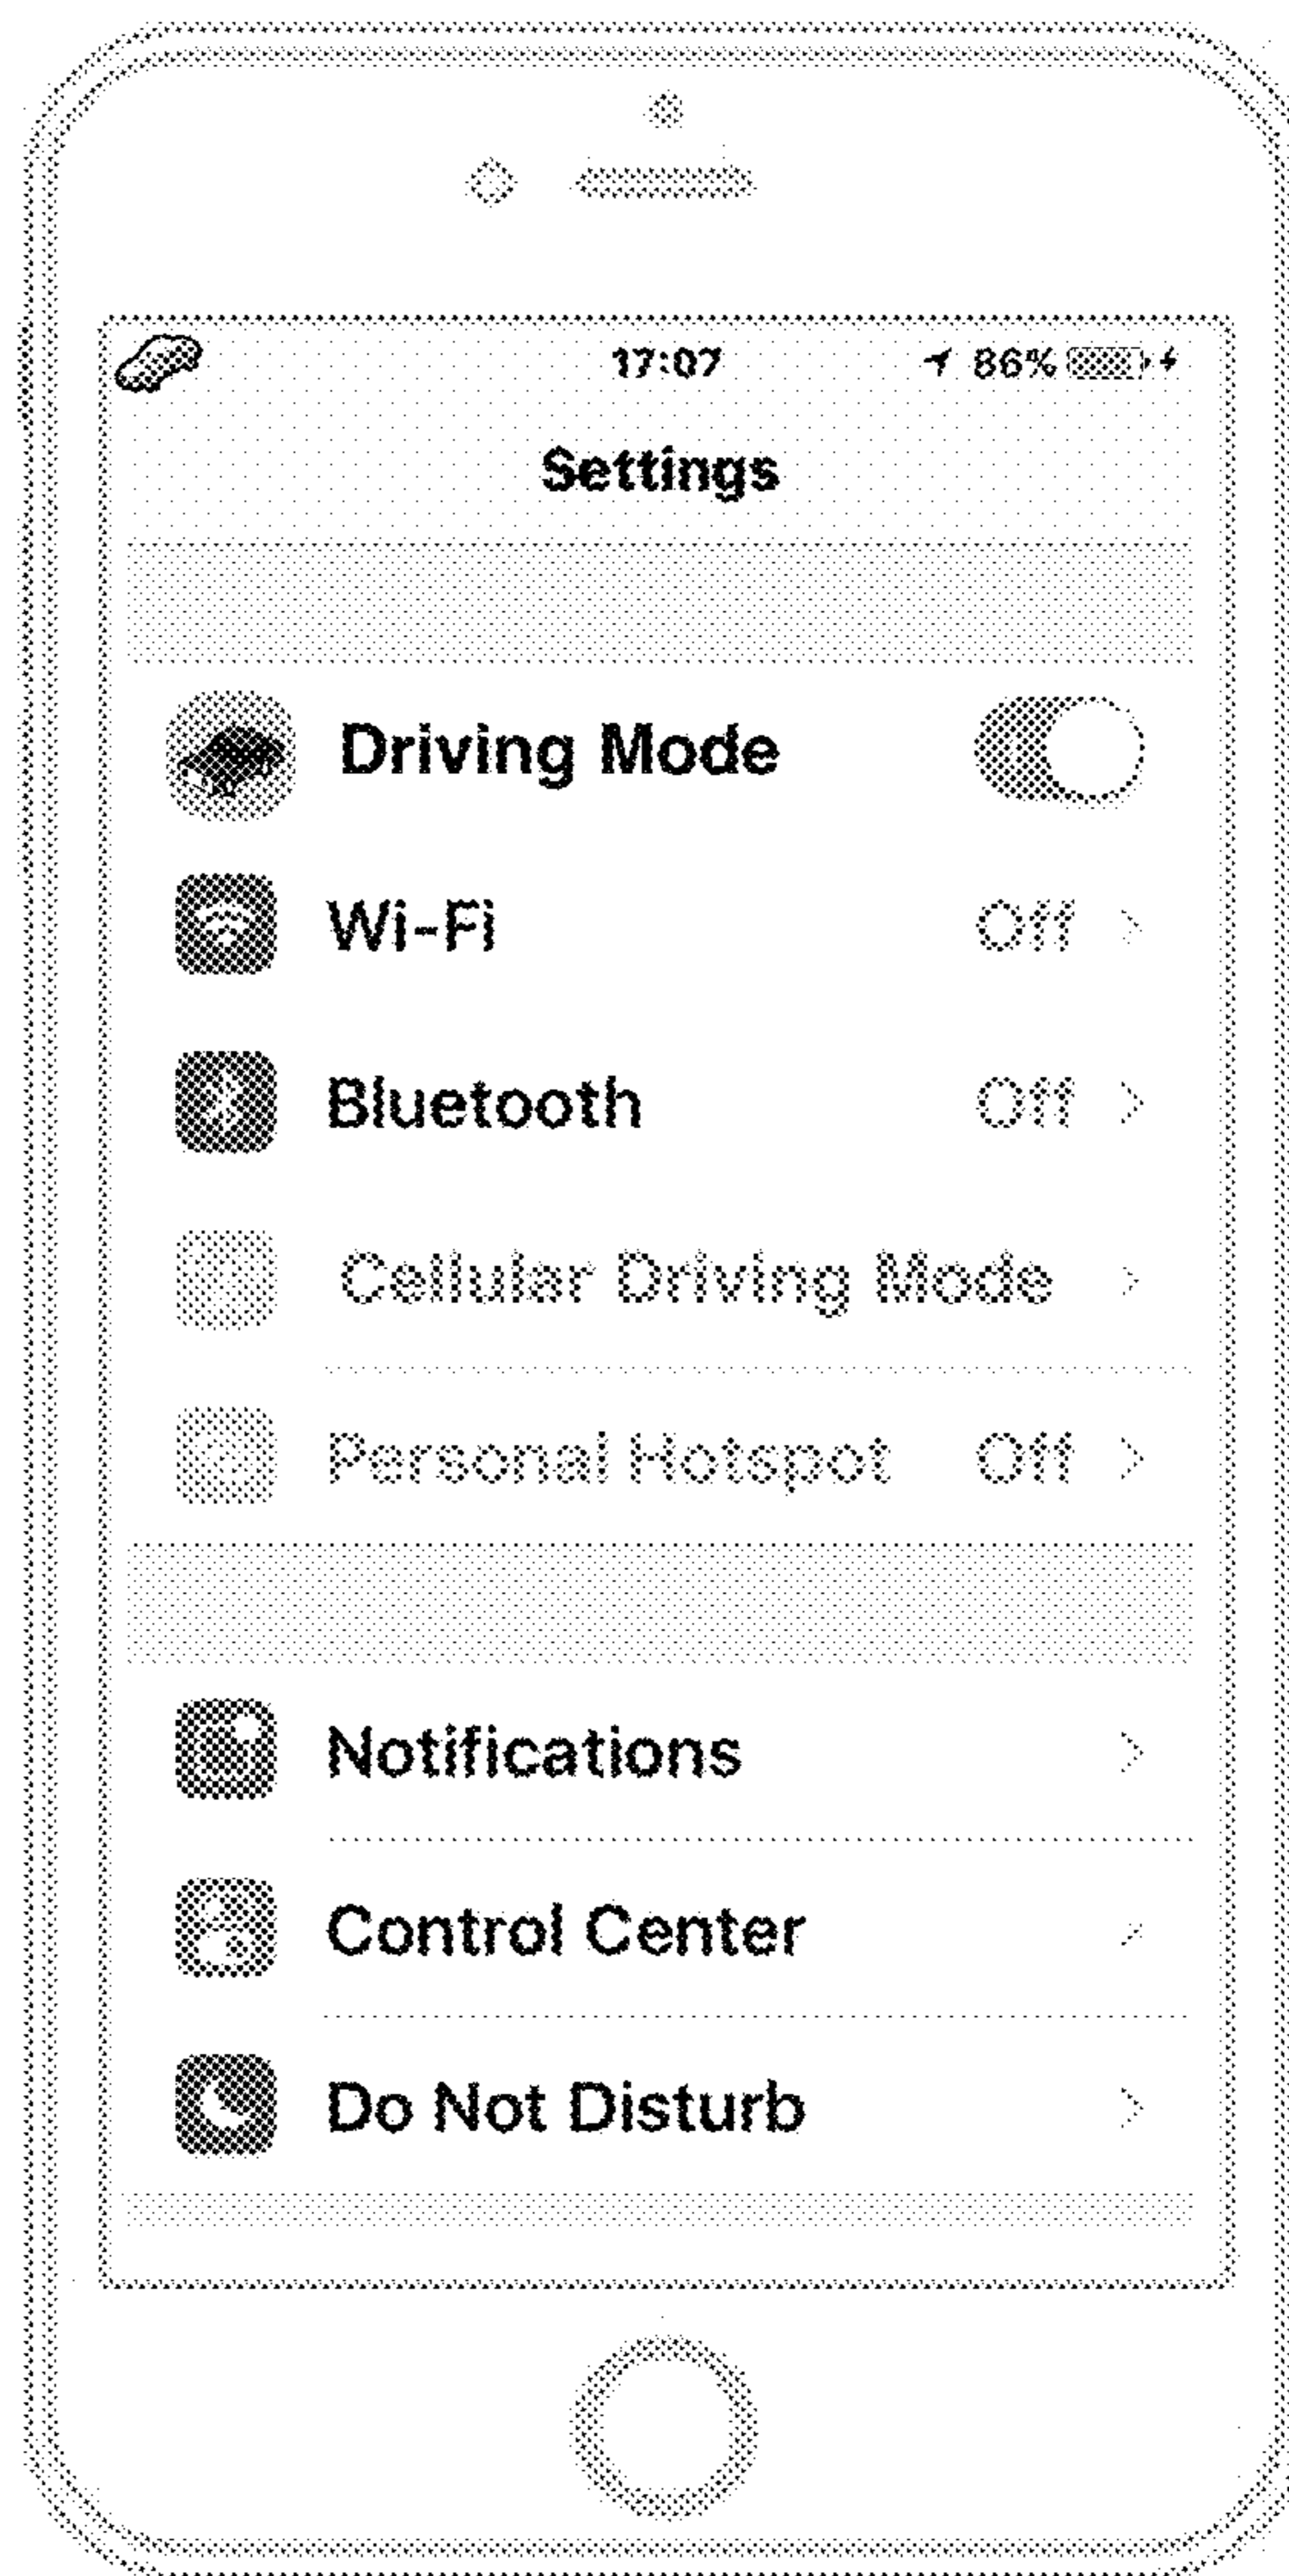 17:07 86%
Settings
Driving Mode
Wi-Fi Off
Bluetooth Off
Cellular Driving Mode
Personal Hotspot Off
Notifications
Control Center
Do Not Disturb